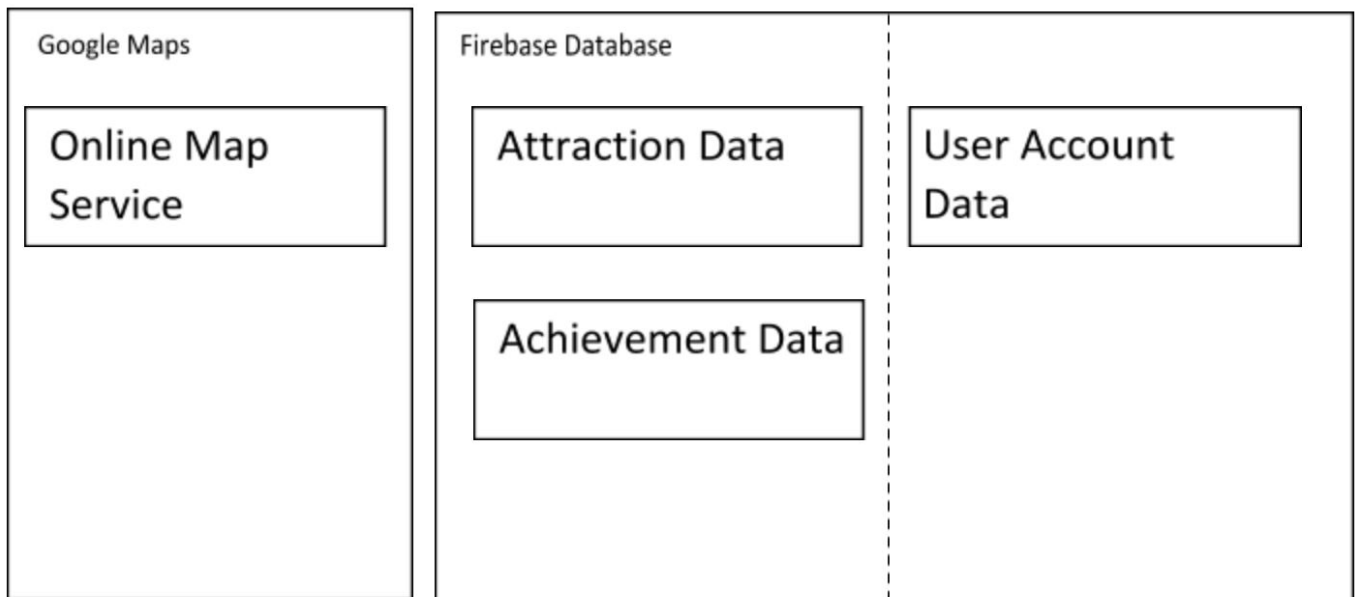 Google Maps
Online Map
Service
Firebase Database
Attraction Data
Achievement Data
User Account
Data